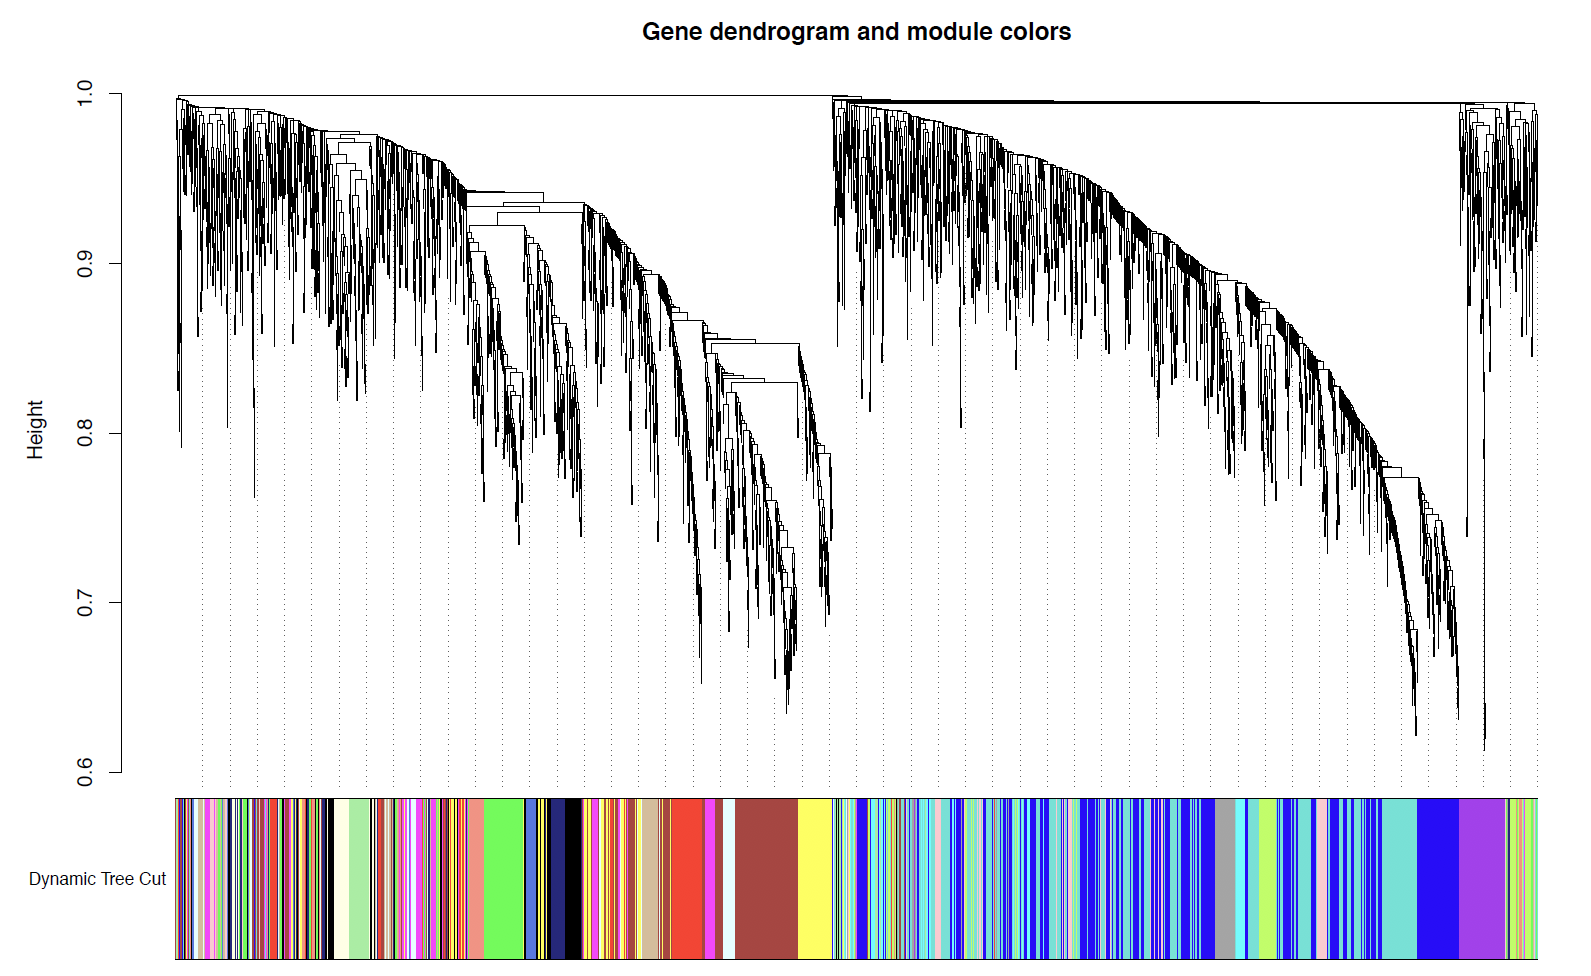 Gene dendrogram and module colors
Height
1.0
0.9
0.8
0.7
0.6
Dynamic Tree Cut